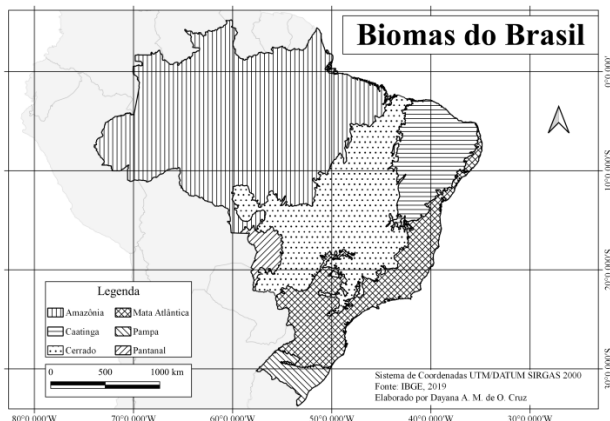 Biomas do Brasil
Legenda
Amazônia
Mata Atlântica
Caatinga
Pampa
Cerrado
Pantanal
0 500 1000 km
Sistema de Coordenadas UTM/DATUM SIRGAS 2000
Fonte: IBGE, 2019
Elaborado por Dayana A. M. de O. Cruz
80°0.000'W 70°0.000'W 60°0.000'W 50°0.000'W 40°0.000'W 30°0.000'W